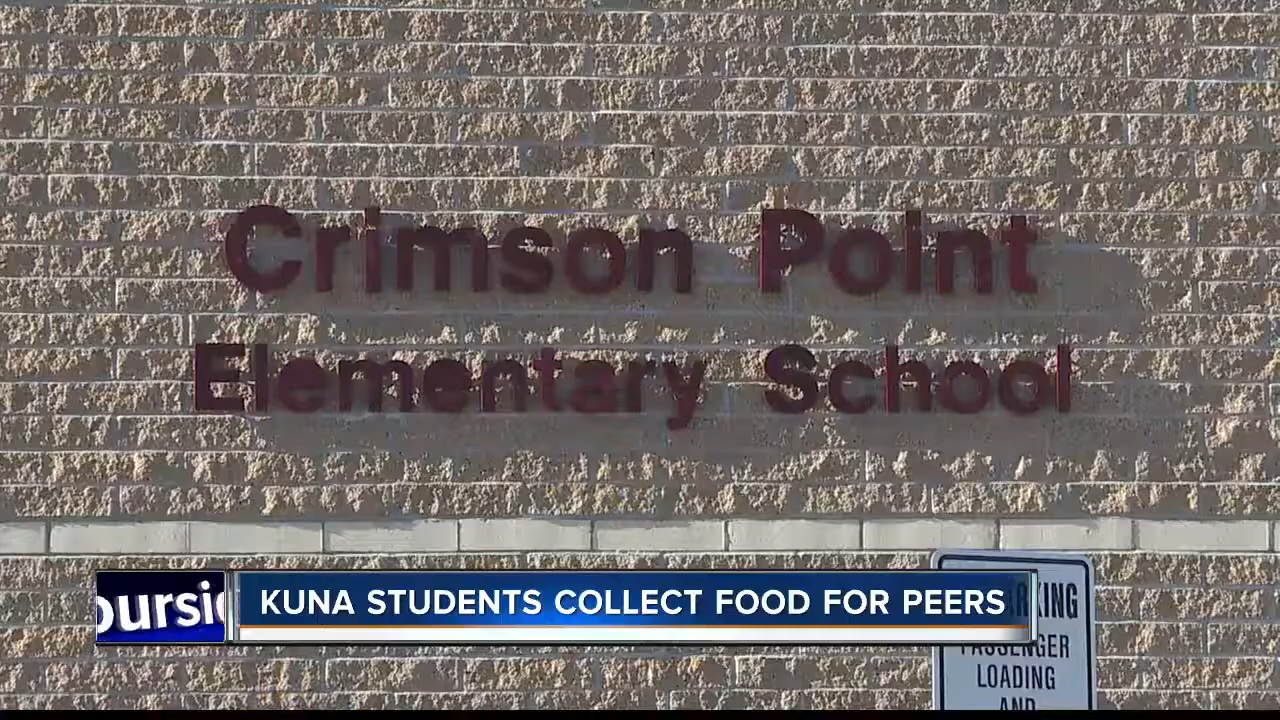 Crimson Point
Elementary School
KUNA STUDENTS COLLECT FOOD FOR PEERS
PASSENGER
LOADING
AND